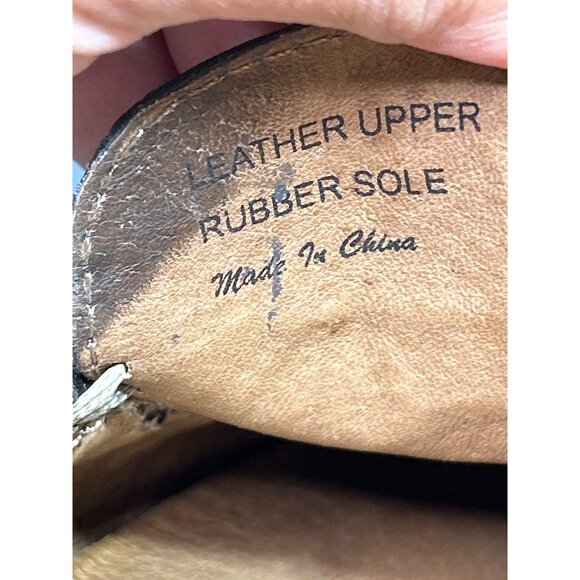 LEATHER UPPER
RUBBER SOLE
Made In China